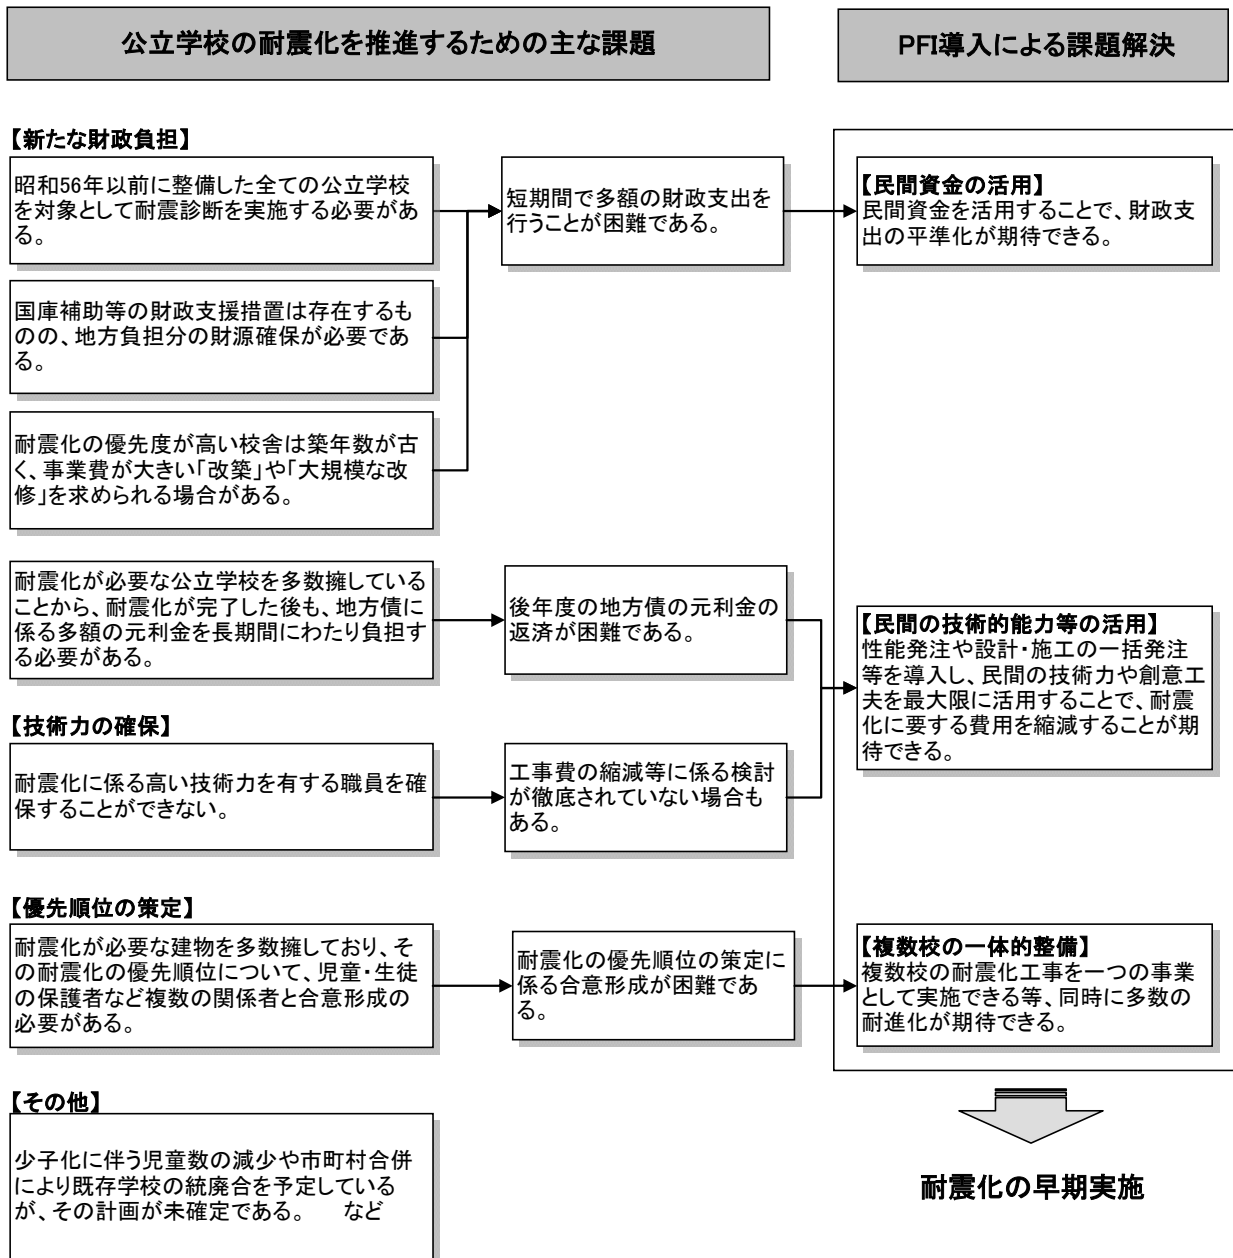 公立学校の耐震化を推進するための主な課題
PFI導入による課題解決
【新たな財政負担】
昭和56年以前に整備した全ての公立学校
を対象として耐震診断を実施する必要があ
る。
短期間で多額の財政支出を
行うことが困難である。
【民間資金の活用】
民間資金を活用することで、財政支
出の平準化が期待できる。
国庫補助等の財政支援措置は存在するも
のの、地方負担分の財源確保が必要であ
る。
耐震化の優先度が高い校舎は築年数が古
く、事業費が大きい「改築」や「大規模な改
修」を求められる場合がある。
耐震化が必要な公立学校を多数擁している
ことから、耐震化が完了した後も、地方債に
係る多額の元利金を長期間にわたり負担す
る必要がある。
後年度の地方債の元利金の
返済が困難である。
【民間の技術的能力等の活用】
性能発注や設計・施工の一括発注
等を導入し、民間の技術力や創意工
夫を最大限に活用することで、耐震
化に要する費用を縮減することが期
待できる。
【技術力の確保】
耐震化に係る高い技術力を有する職員を確
保することができない。
工事費の縮減等に係る検討
が徹底されていない場合も
ある。
【優先順位の策定】
耐震化が必要な建物を多数擁しており、そ
の耐震化の優先順位について、児童・生徒
の保護者など複数の関係者と合意形成の
必要がある。
耐震化の優先順位の策定に
係る合意形成が困難であ
る。
【複数校の一体的整備】
複数校の耐震化工事を一つの事業
として実施できる等、同時に多数の
耐進化が期待できる。
【その他】
少子化に伴う児童数の減少や市町村合併
により既存学校の統廃合を予定している
が、その計画が未確定である。　など
耐震化の早期実施